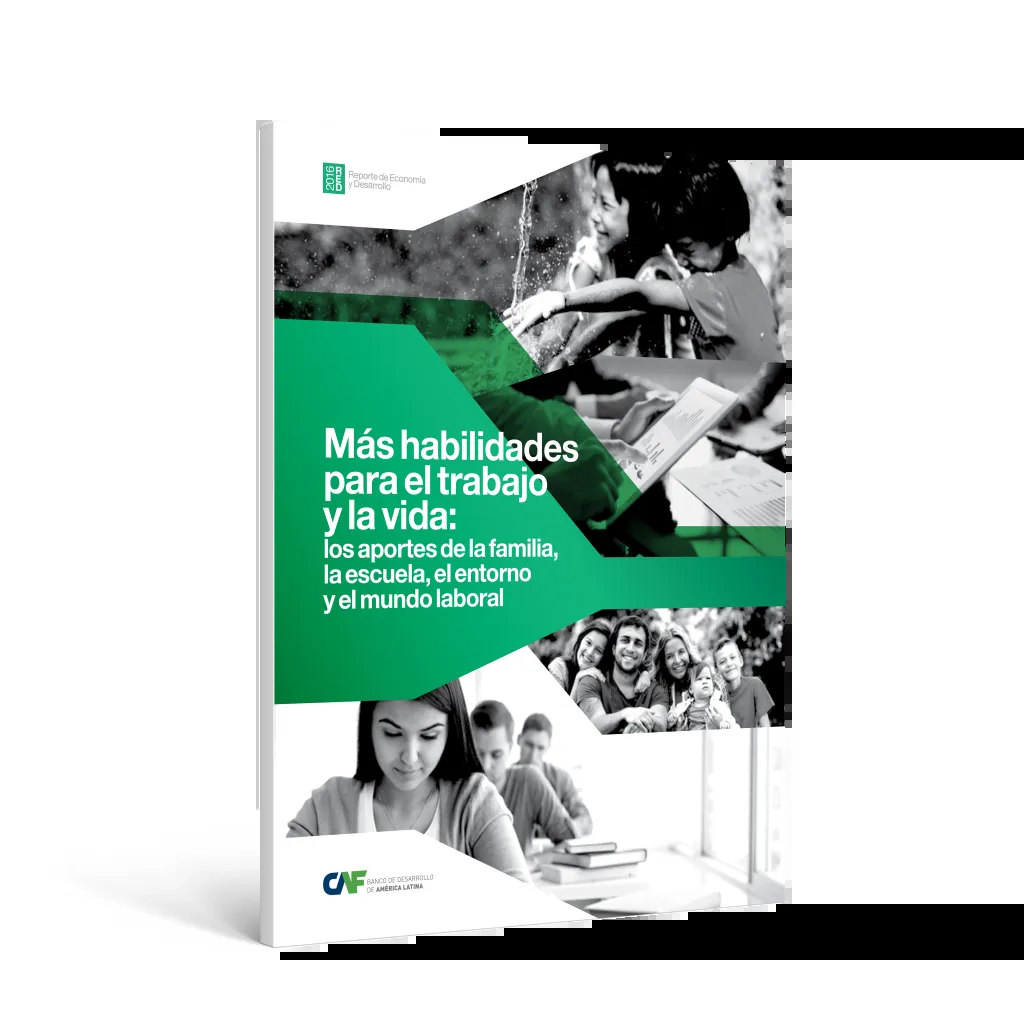 2016
RED
Reporte de Economía
y Desarrollo
Más habilidades
para el trabajo
y la vida:
los aportes de la familia,
la escuela, el entorno
y el mundo laboral
CAF
BANCO DE DESARROLLO
DE AMÉRICA LATINA